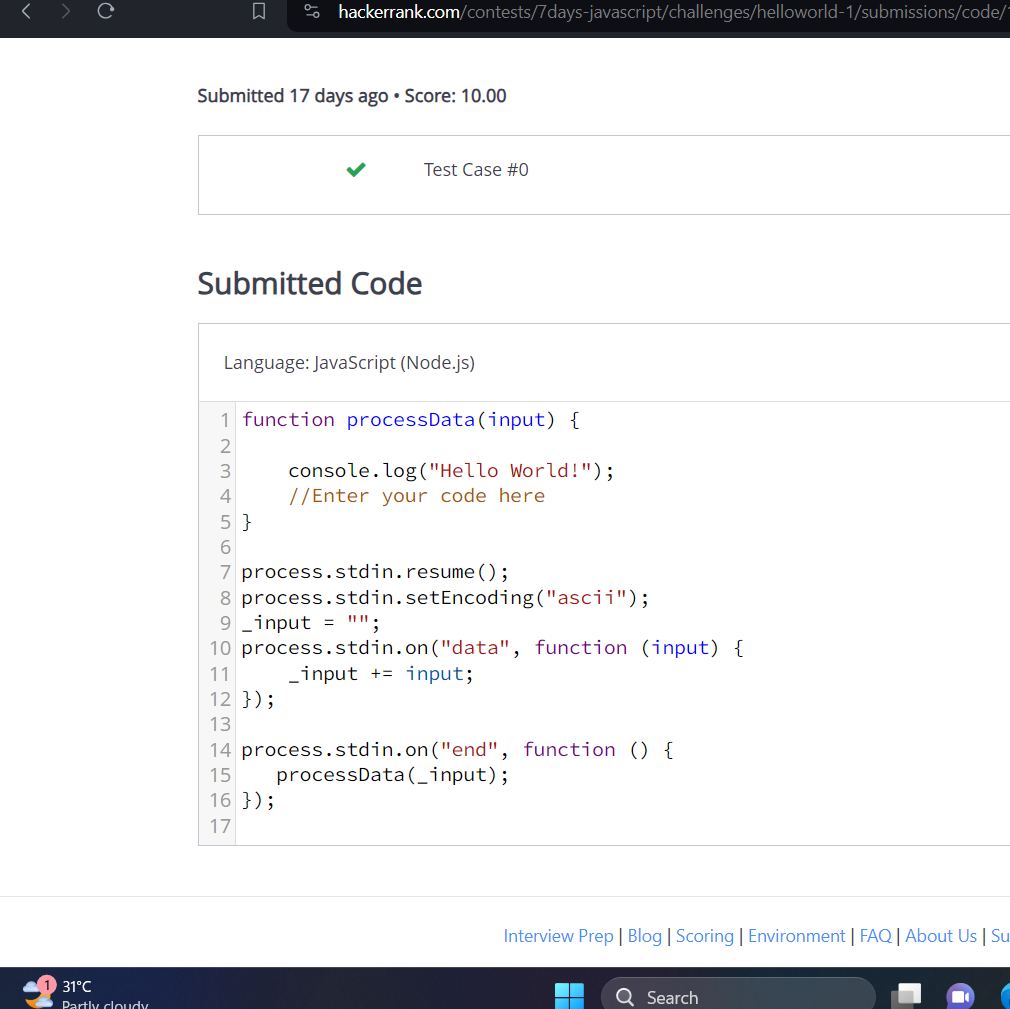 hackerrank.com/contests/7days-javascript/challenges/helloworld-1/submissions/code/
Submitted 17 days ago • Score: 10.00
Test Case #0
Submitted Code
Language: JavaScript (Node.js)
1 function processData(input) {
2
3     console.log("Hello World!");
4     //Enter your code here
5 }
6
7 process.stdin.resume();
8 process.stdin.setEncoding("ascii");
9 _input = "";
10 process.stdin.on("data", function (input) {
11     _input += input;
12 });
13
14 process.stdin.on("end", function () {
15    processData(_input);
16 });
17
Interview Prep | Blog | Scoring | Environment | FAQ | About Us | Su
1 31°C
Partly cloudy
Search